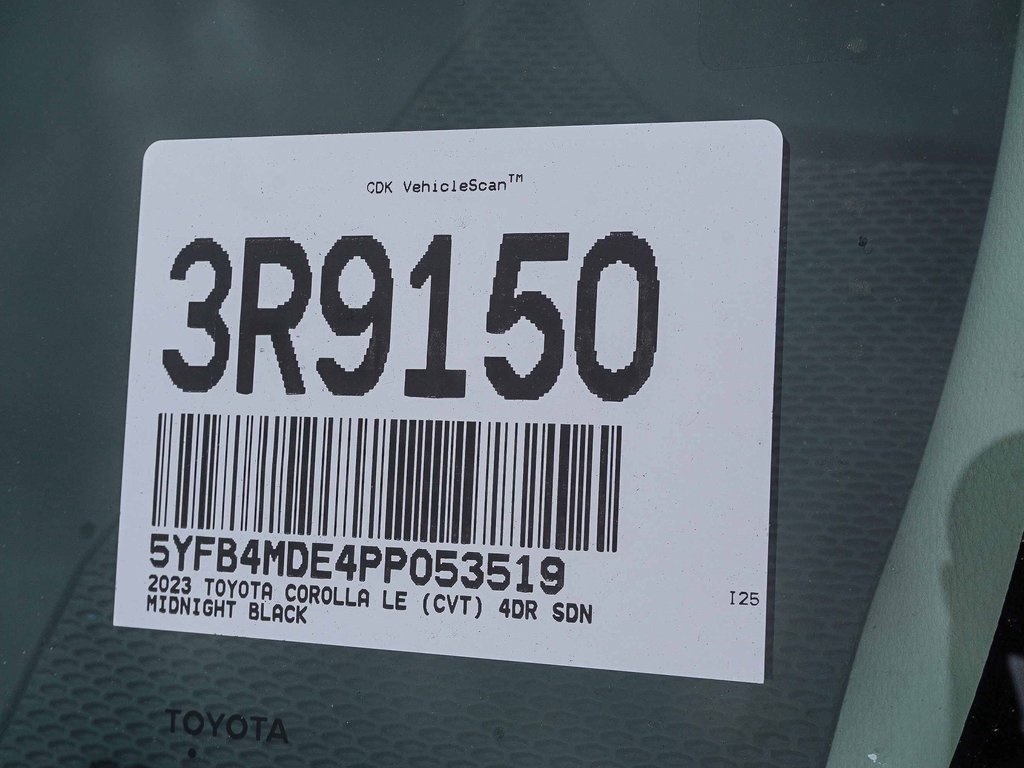 CDK VehicleScan™
3R9150
5YFB4MDE4PP053519
2023 TOYOTA COROLLA LE (CVT) 4DR SDN
MIDNIGHT BLACK
I25
TOYOTA